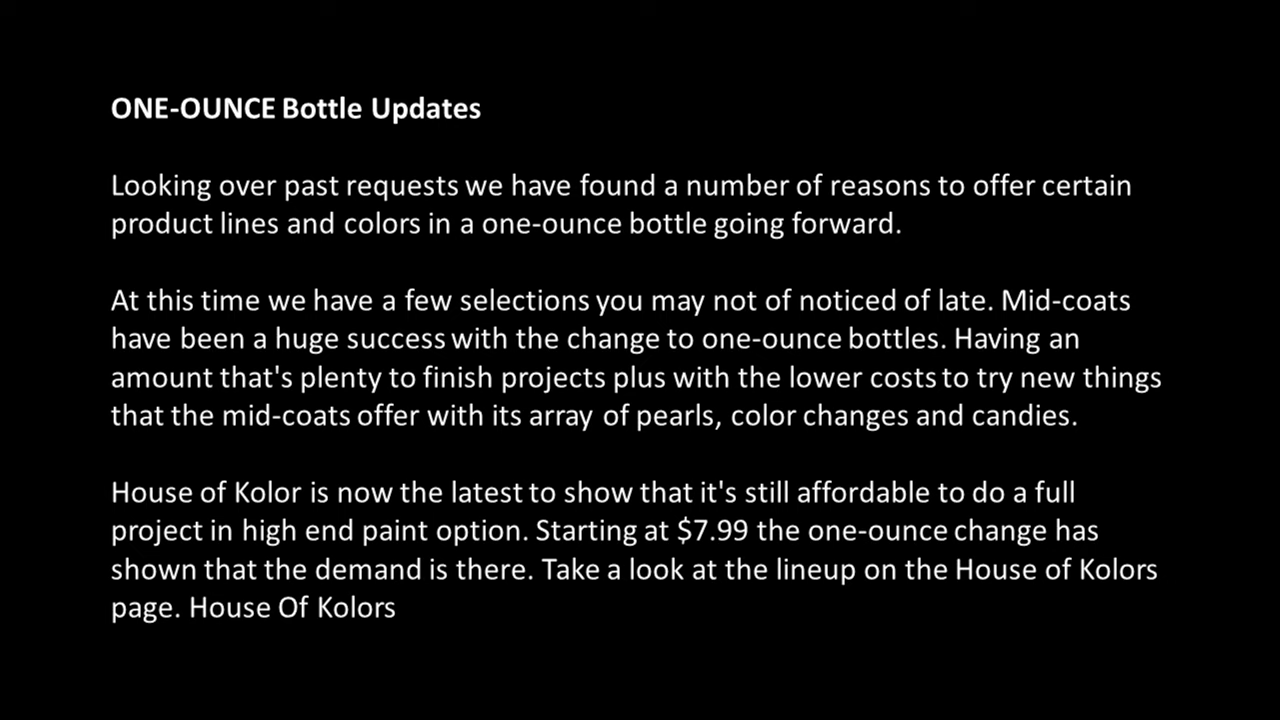 ONE-OUNCE Bottle Updates
Looking over past requests we have found a number of reasons to offer certain
product lines and colors in a one-ounce bottle going forward.
At this time we have a few selections you may not of noticed of late. Mid-coats
have been a huge success with the change to one-ounce bottles. Having an
amount that's plenty to finish projects plus with the lower costs to try new things
that the mid-coats offer with its array of pearls, color changes and candies.
House of Kolor is now the latest to show that it's still affordable to do a full
project in high end paint option. Starting at $7.99 the one-ounce change has
shown that the demand is there. Take a look at the lineup on the House of Kolors
page. House Of Kolors